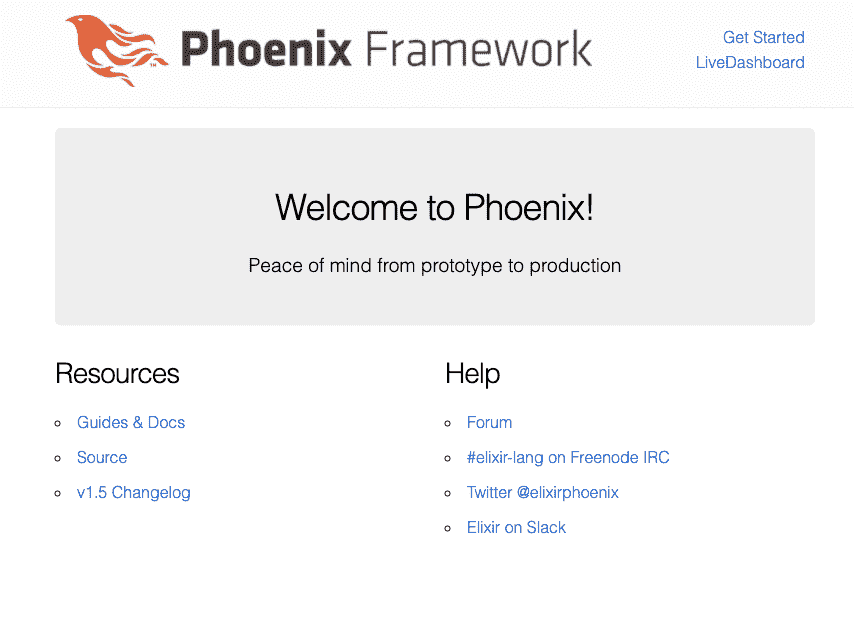 Phoenix Framework
TM
Get Started
LiveDashboard
Welcome to Phoenix!
Peace of mind from prototype to production
Resources
Guides & Docs
Source
v1.5 Changelog
Help
Forum
#elixir-lang on Freenode IRC
Twitter @elixirphoenix
Elixir on Slack